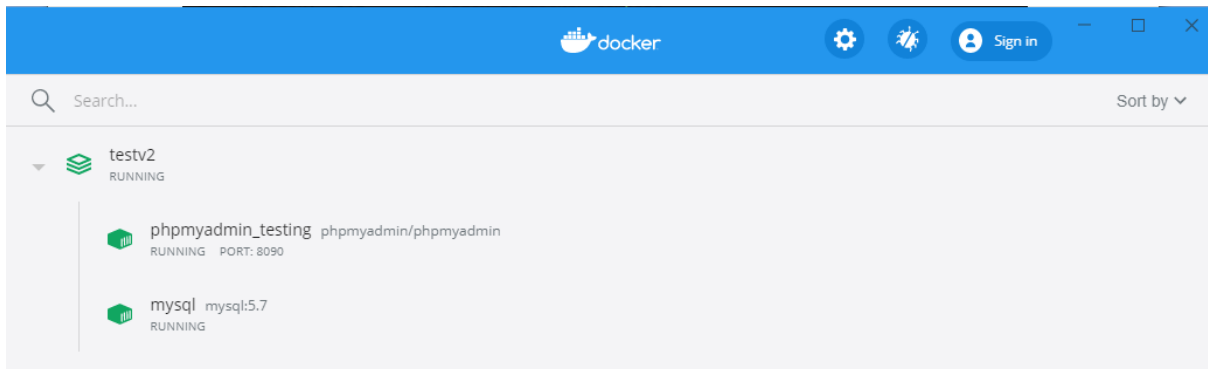 docker
Sign in
Search...
Sort by
testv2
RUNNING
phpmyadmin_testing phpmyadmin/phpmyadmin
RUNNING PORT: 8090
mysql mysql:5.7
RUNNING